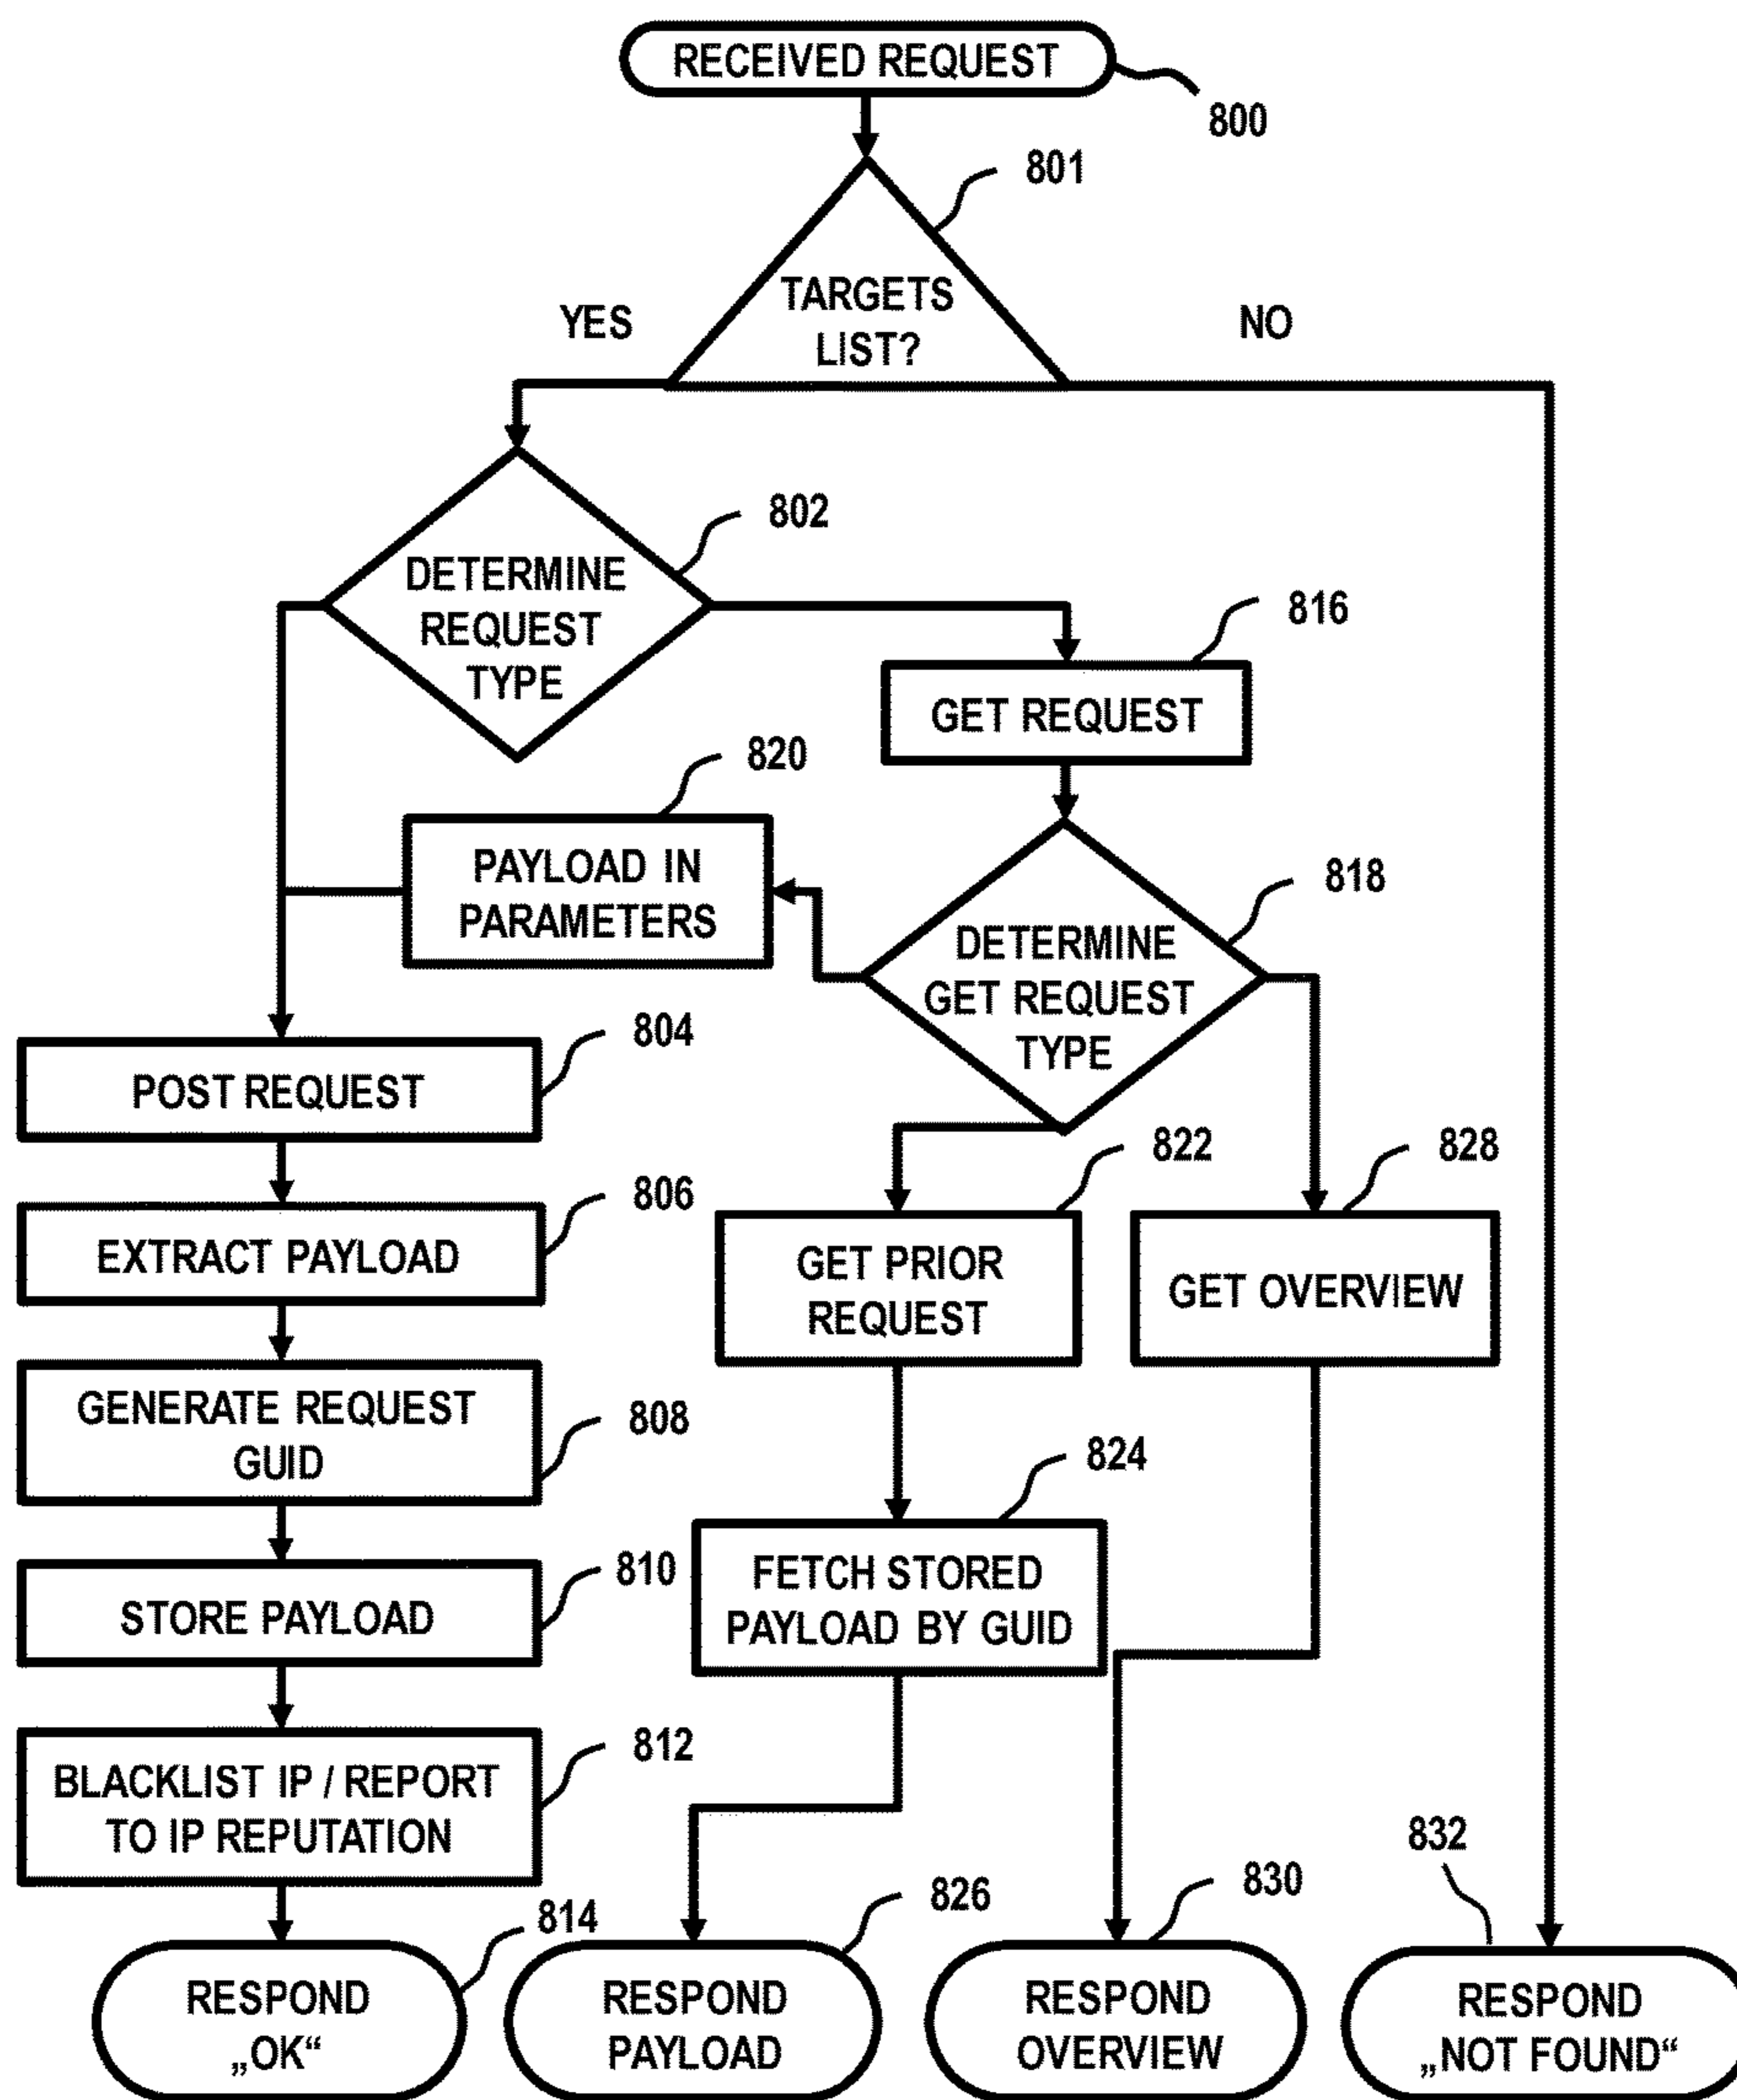 RECEIVED REQUEST
800
801
TARGETS
LIST?
YES
NO
802
DETERMINE
REQUEST
TYPE
816
GET REQUEST
820
PAYLOAD IN
PARAMETERS
818
DETERMINE
GET REQUEST
TYPE
804
POST REQUEST
806
EXTRACT PAYLOAD
808
GENERATE REQUEST
GUID
810
STORE PAYLOAD
812
BLACKLIST IP / REPORT
TO IP REPUTATION
814
RESPOND
„OK“
822
GET PRIOR
REQUEST
824
FETCH STORED
PAYLOAD BY GUID
826
RESPOND
PAYLOAD
828
GET OVERVIEW
830
RESPOND
OVERVIEW
832
RESPOND
„NOT FOUND“